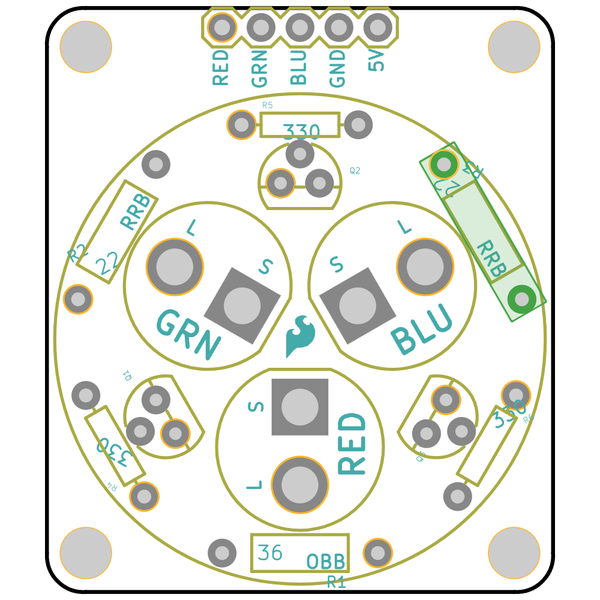 RED
GRN
BLU
GND
5V
R5
330
Q2
R3
22
RRB
RRB
R2
22
L
S
GRN
L
S
BLU
Q1
330
R4
S
L
RED
330
36
OBB
R1